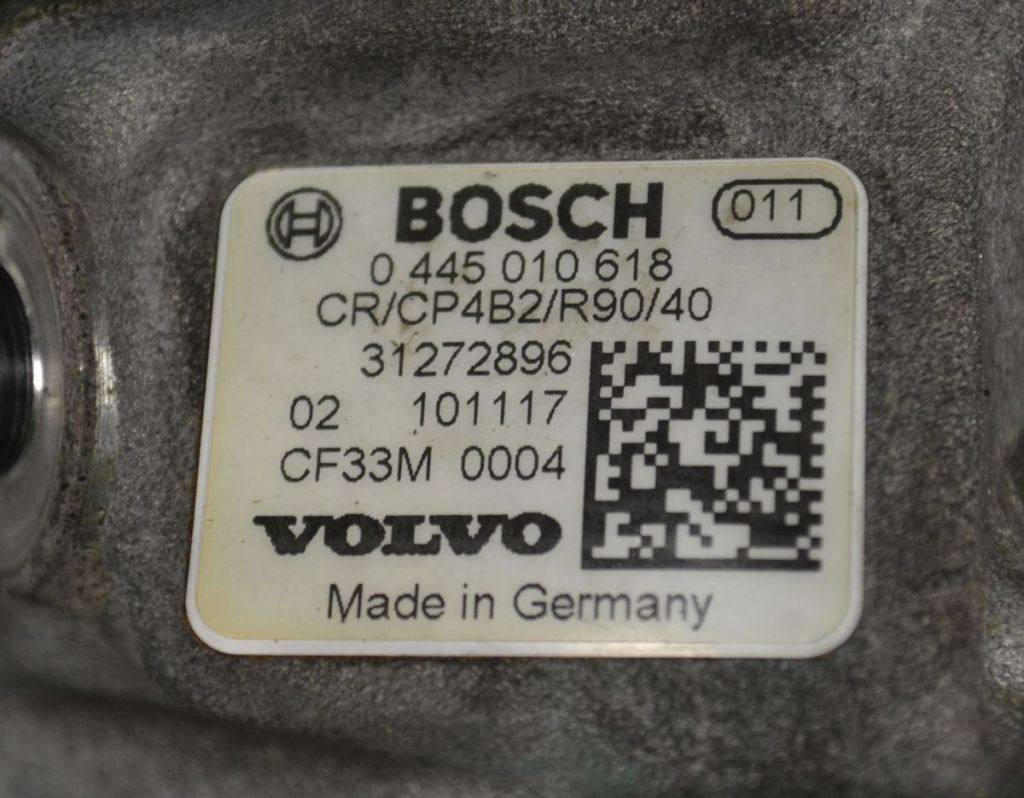 BOSCH 011
0 445 010 618
CR/CP4B2/R90/40
31272896
02 101117
CF33M 0004
VOLVO
Made in Germany